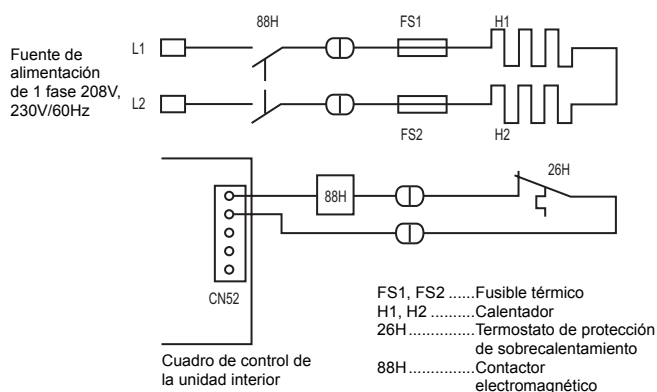 88H
FS1
H1
Fuente de
alimentación
de 1 fase 208V,
230V/60Hz
L1
L2
FS2
H2
26H
88H
CN52
Cuadro de control de
la unidad interior
FS1, FS2 ......Fusible térmico
H1, H2 ..........Calentador
26H...............Termostato de protección
de sobrecalentamiento
88H...............Contactor
electromagnético